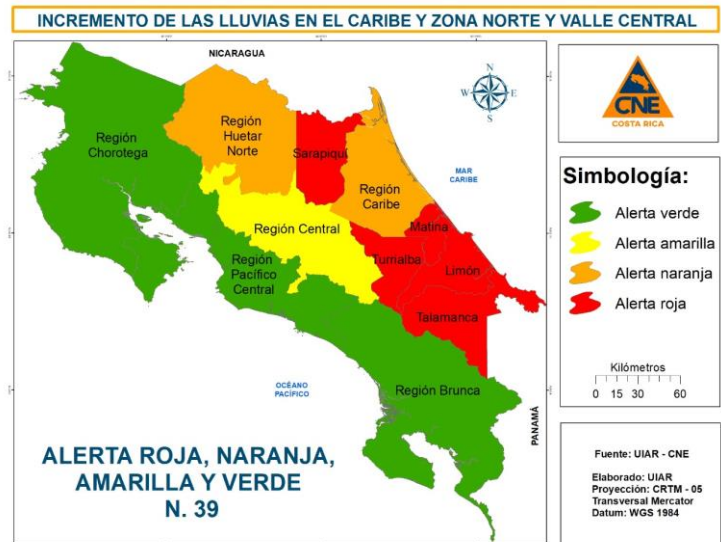 INCREMENTO DE LAS LLUVIAS EN EL CARIBE Y ZONA NORTE Y VALLE CENTRAL
NICARAGUA
N
W
E
S
Región
Chorotega
Región
Huetar
Norte
Sarapiquí
MAR
CARIBE
Región
Caribe
Región Central
Matina
Turrialba
Limón
Región
Pacífico
Central
Talamanca
OCÉANO
PACÍFICO
Región Brunca
PANAMÁ
ALERTA ROJA, NARANJA,
AMARILLA Y VERDE
N. 39
CNE
COSTA RICA
Simbología:
Alerta verde
Alerta amarilla
Alerta naranja
Alerta roja
Kilómetros
0 15 30 60
Fuente: UIAR - CNE
Elaborado: UIAR
Proyección: CRTM - 05
Transversal Mercator
Datum: WGS 1984